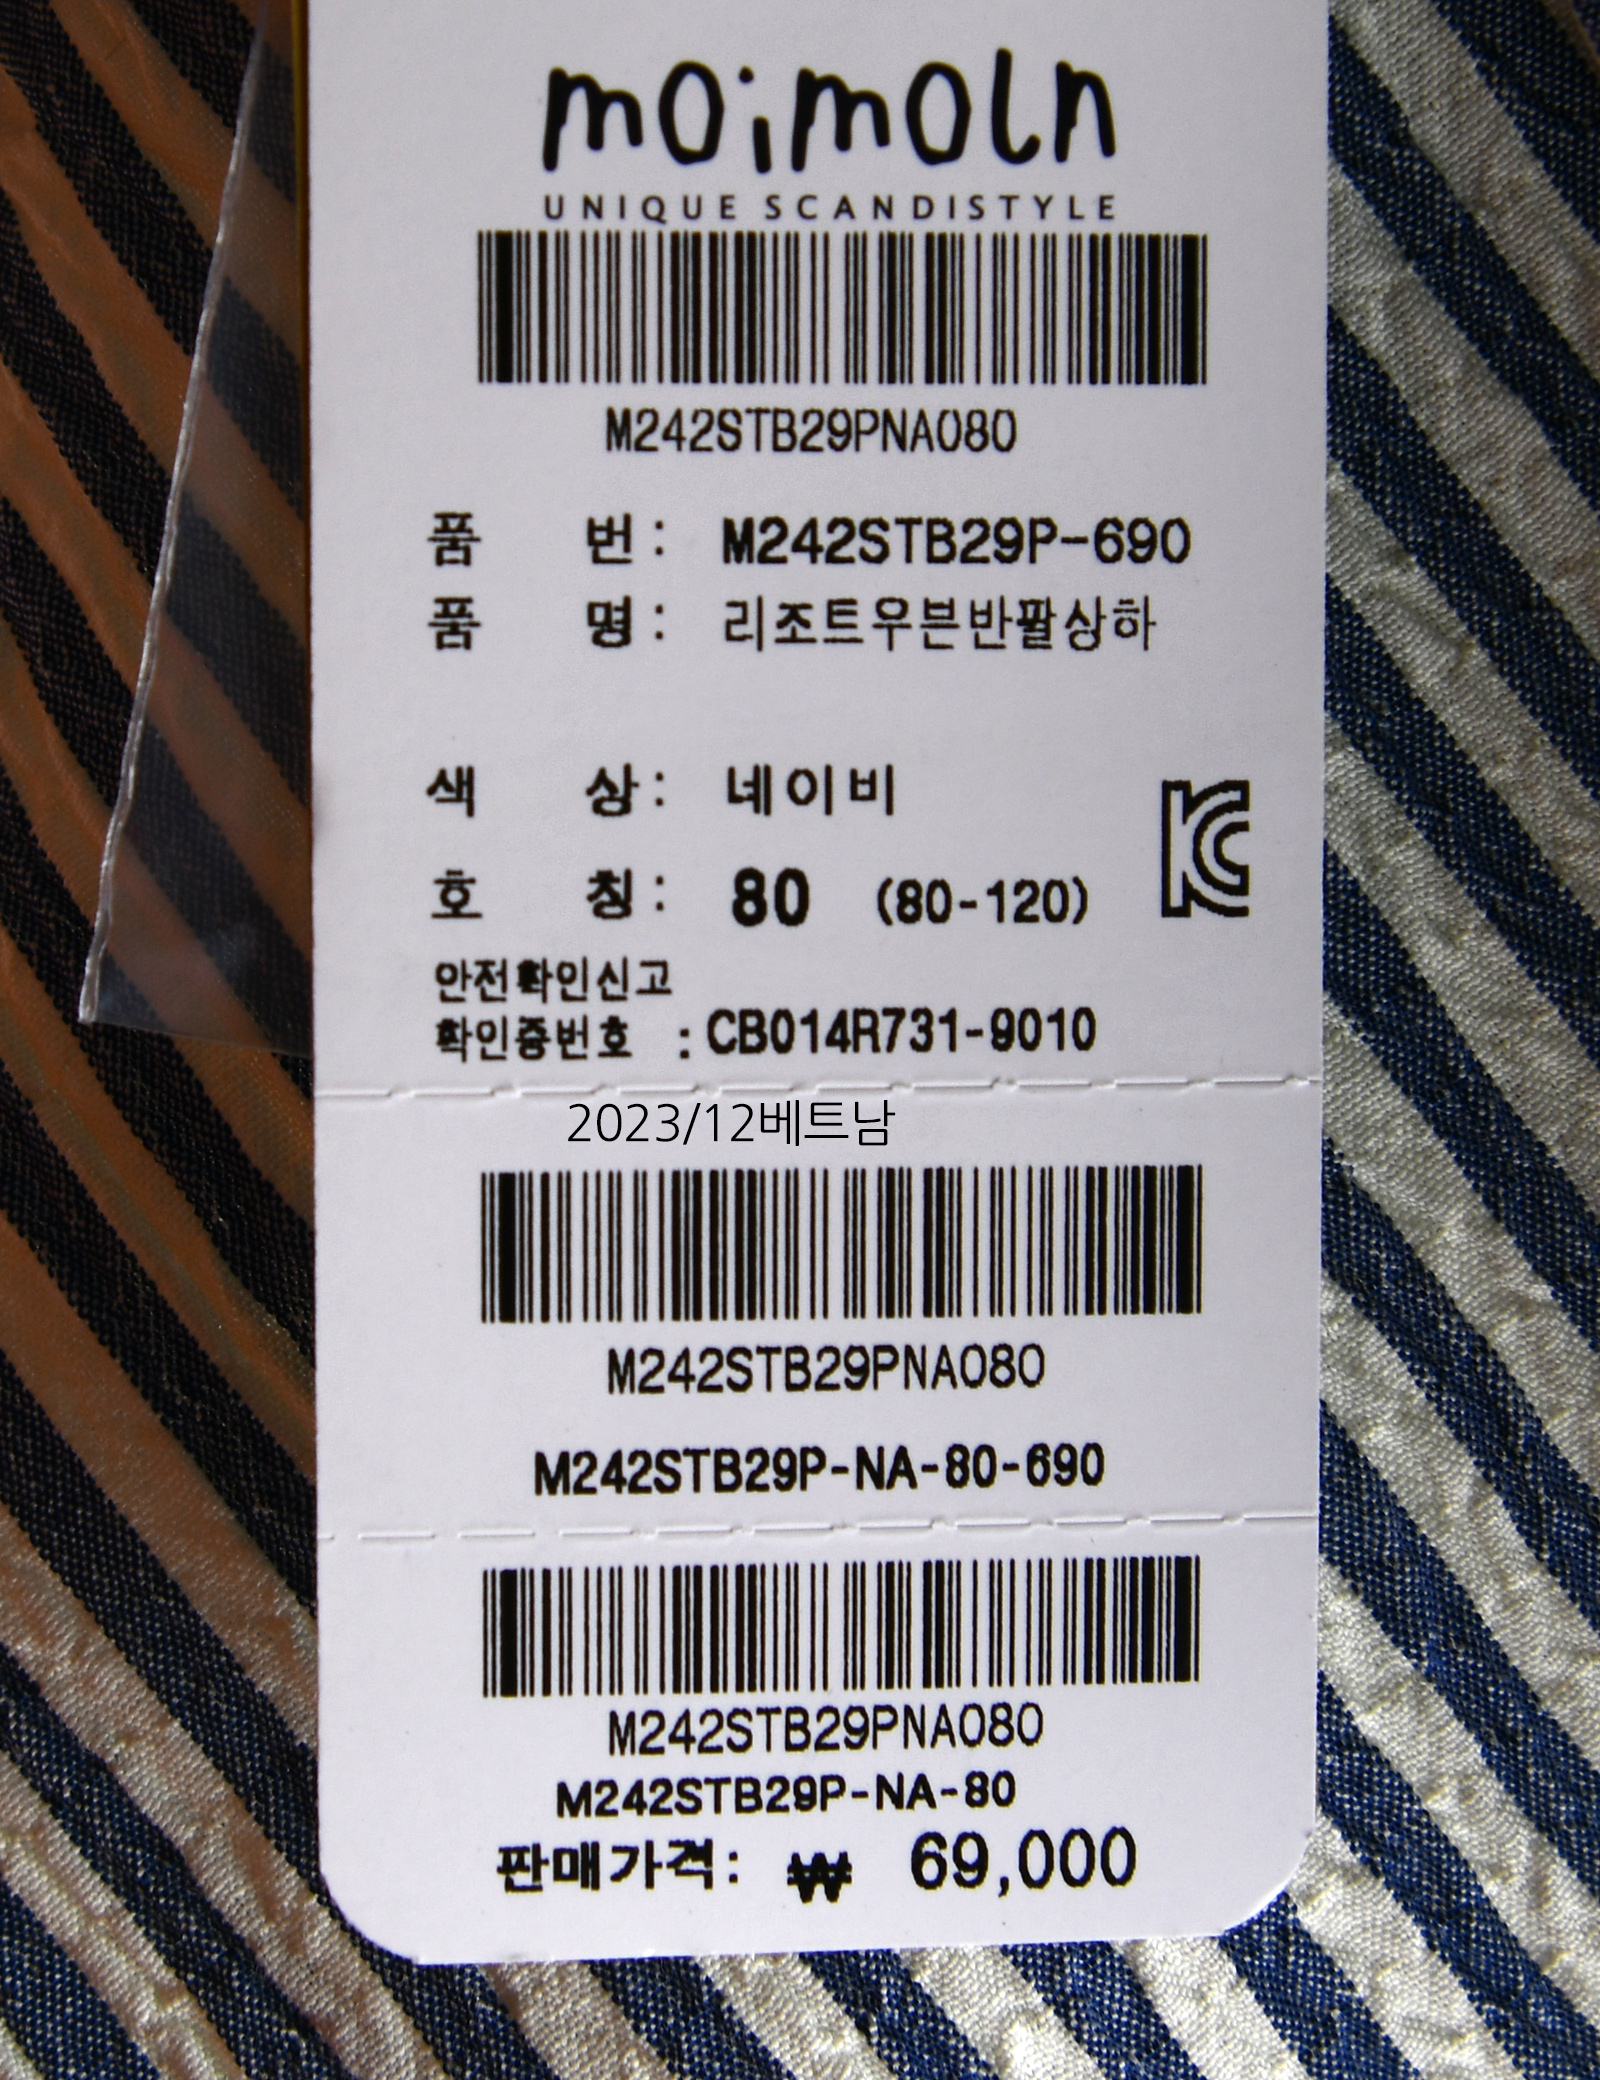 moimoln
UNIQUE SCANDISTYLE
M242STB29PNA080
품 번 : M242STB29P-690
품 명 : 리조트우븐반팔상하
색 상 : 네이비
호 칭 : 80 (80-120)
안전확인신고
확인증번호 : CB014R731-9010
2023/12베트남
M242STB29PNA080
M242STB29P-NA-80-690
M242STB29PNA080
M242STB29P-NA-80
판매가격: ₩ 69,000